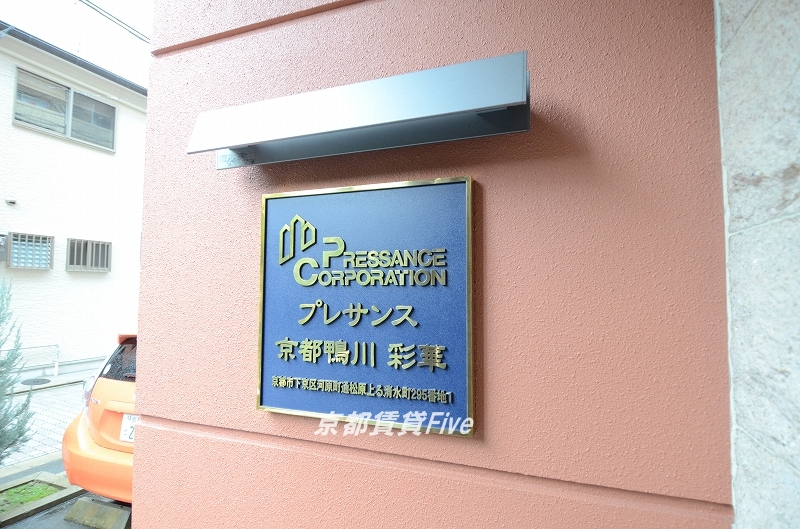 PRESSANCE
CORPORATION
プレサンス
京都鴨川 彩華
京都市下京区河原町通松原上る清水町295番地1
京都賃貸Five